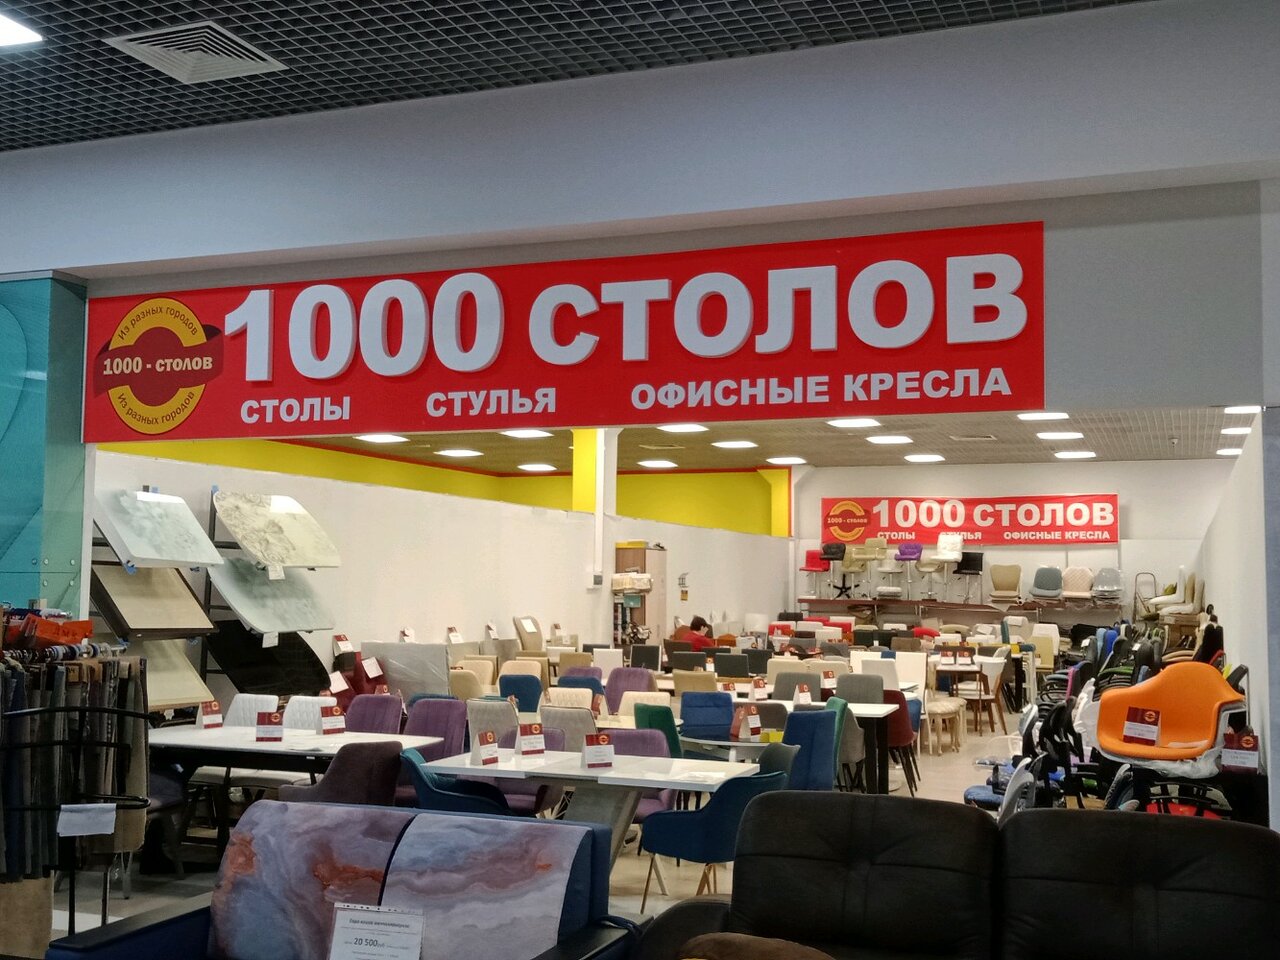 Из разных городов
1000 - СТОЛОВ
Из разных городов
1000 СТОЛОВ
СТОЛЫ СТУЛЬЯ ОФИСНЫЕ КРЕСЛА
1000 - СТОЛОВ
1000 СТОЛОВ
СТОЛЫ СТУЛЬЯ ОФИСНЫЕ КРЕСЛА
20 500